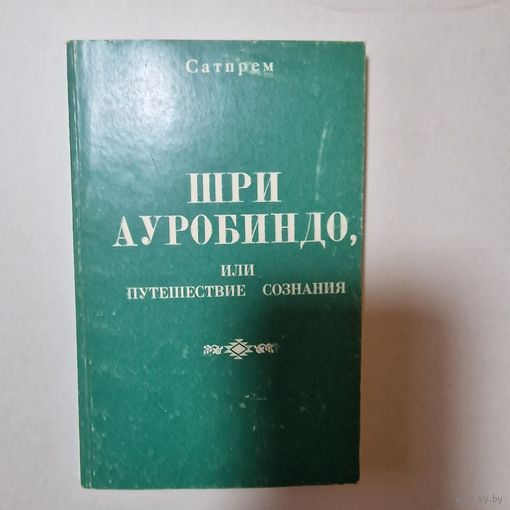 Сатпрем
ШРИ
АУРОБИНДО,
ИЛИ
ПУТЕШЕСТВИЕ СОЗНАНИЯ